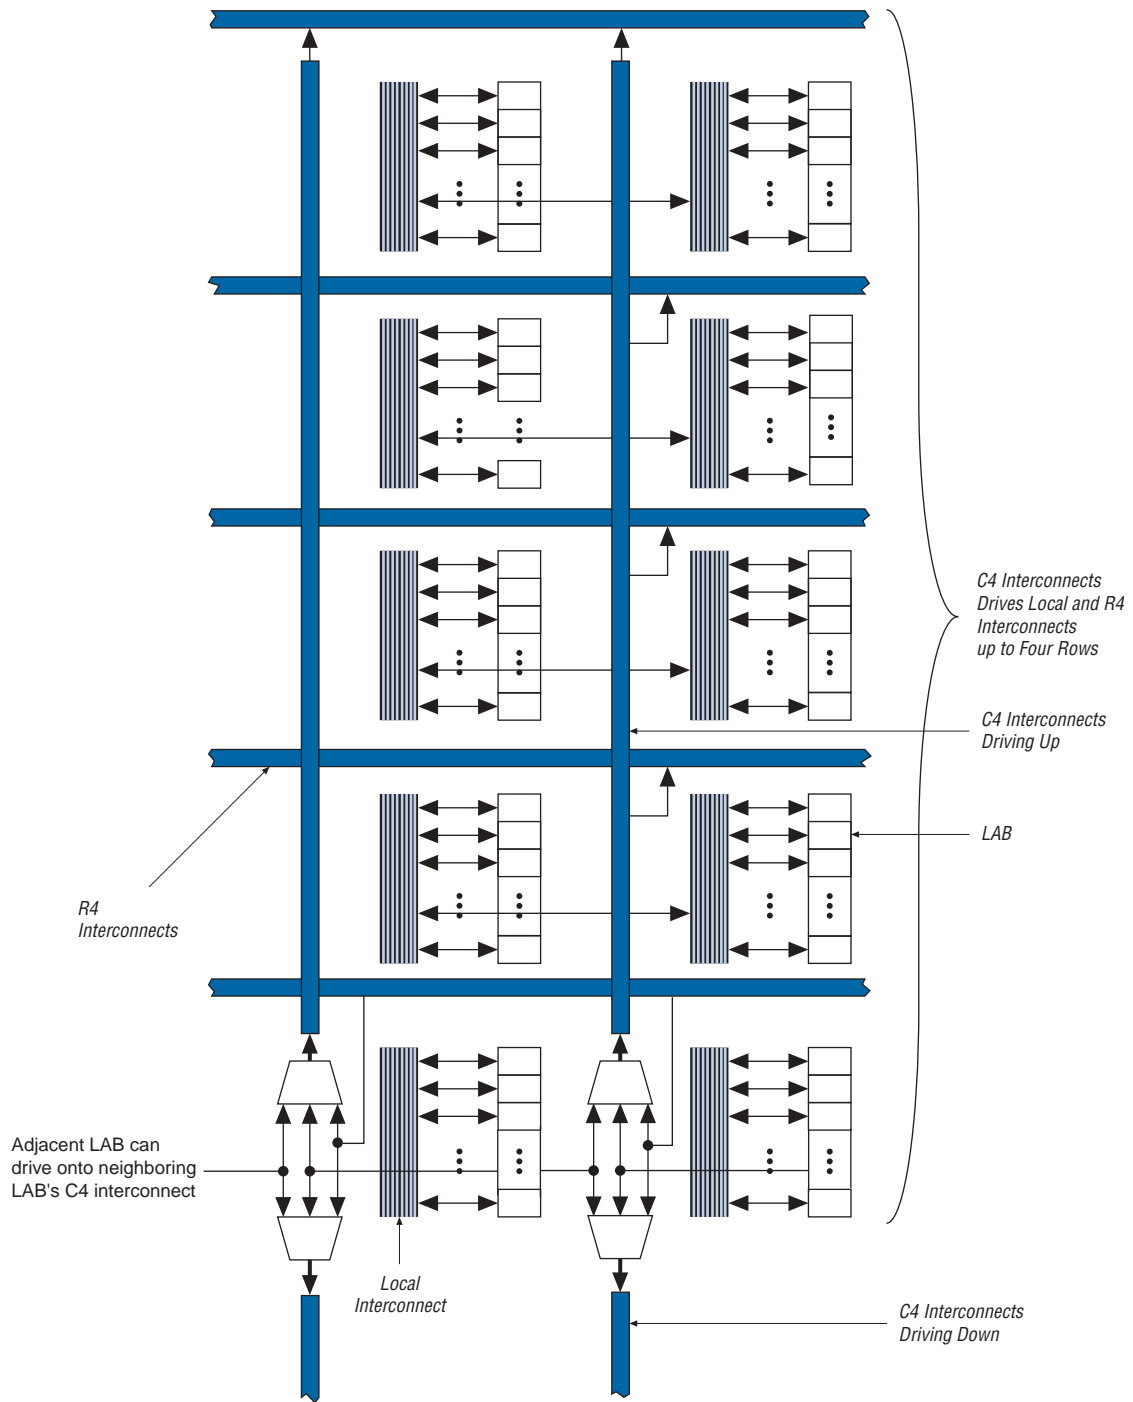 C4 Interconnects
Drives Local and R4
Interconnects
up to Four Rows
C4 Interconnects
Driving Up
LAB
R4
Interconnects
Adjacent LAB can
drive onto neighboring
LAB's C4 interconnect
Local
Interconnect
C4 Interconnects
Driving Down